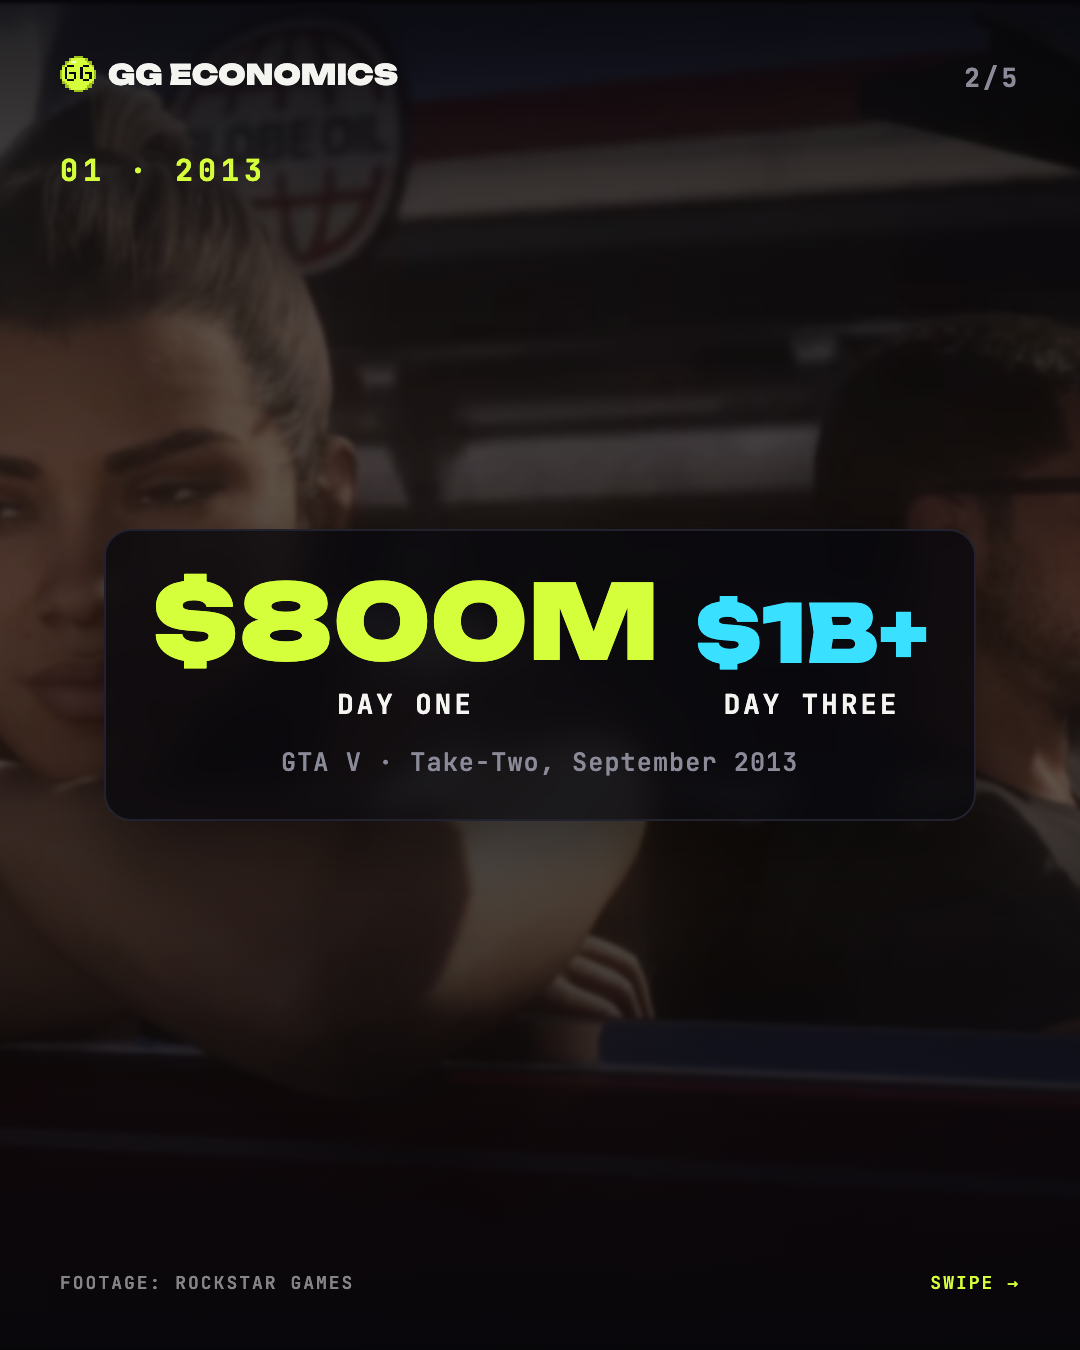 GG GG ECONOMICS
2/5
01 · 2013
$800M $1B+
DAY ONE DAY THREE
GTA V · Take-Two, September 2013
FOOTAGE: ROCKSTAR GAMES
SWIPE →